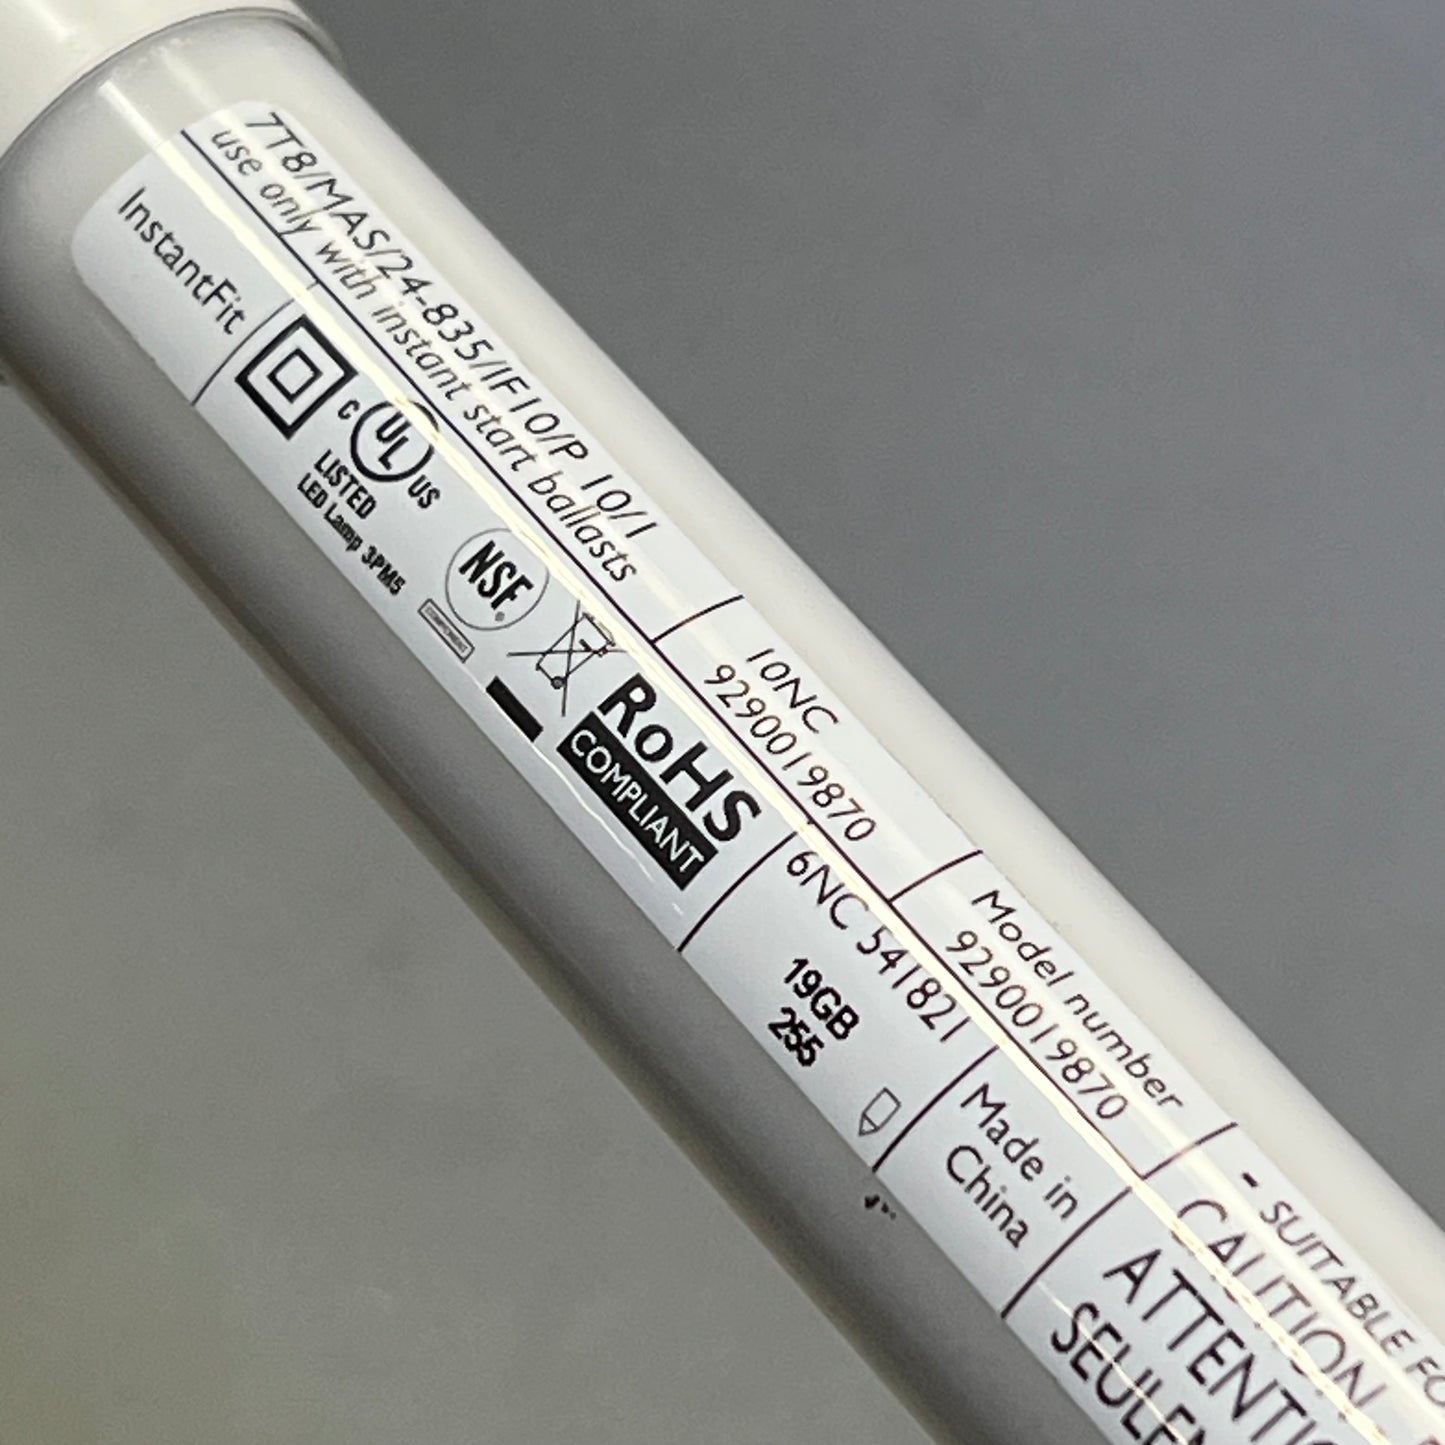 7T8/MAS/24-835/IF10/P 10/1
use only with instant start ballasts
InstantFit
C UL US
LISTED
LED Lamp 3PM5
NSF
COMPONENT
RoHS
COMPLIANT
10NC
9290019870
6NC 541821
19GB
255
Model number
9290019870
Made in
China
- SUITABLE FO
CAUTION
ATTENTI
SEULEM